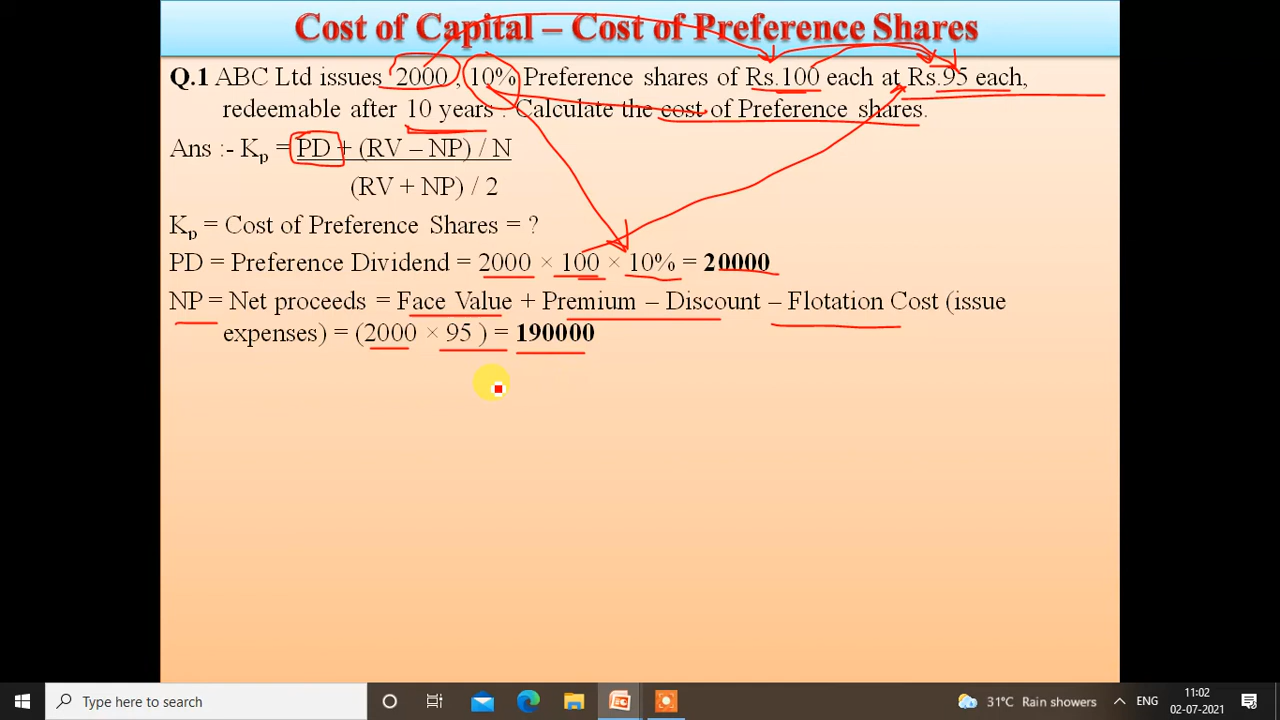 Cost of Capital – Cost of Preference Shares
Q.1 ABC Ltd issues 2000 , 10% Preference shares of Rs.100 each at Rs.95 each,
redeemable after 10 years . Calculate the cost of Preference shares.
Ans :- Kp = PD + (RV – NP) / N
(RV + NP) / 2
Kp = Cost of Preference Shares = ?
PD = Preference Dividend = 2000 × 100 × 10% = 20000
NP = Net proceeds = Face Value + Premium – Discount – Flotation Cost (issue
expenses) = (2000 × 95 ) = 190000
Type here to search
31°C Rain showers
ENG
11:02
02-07-2021